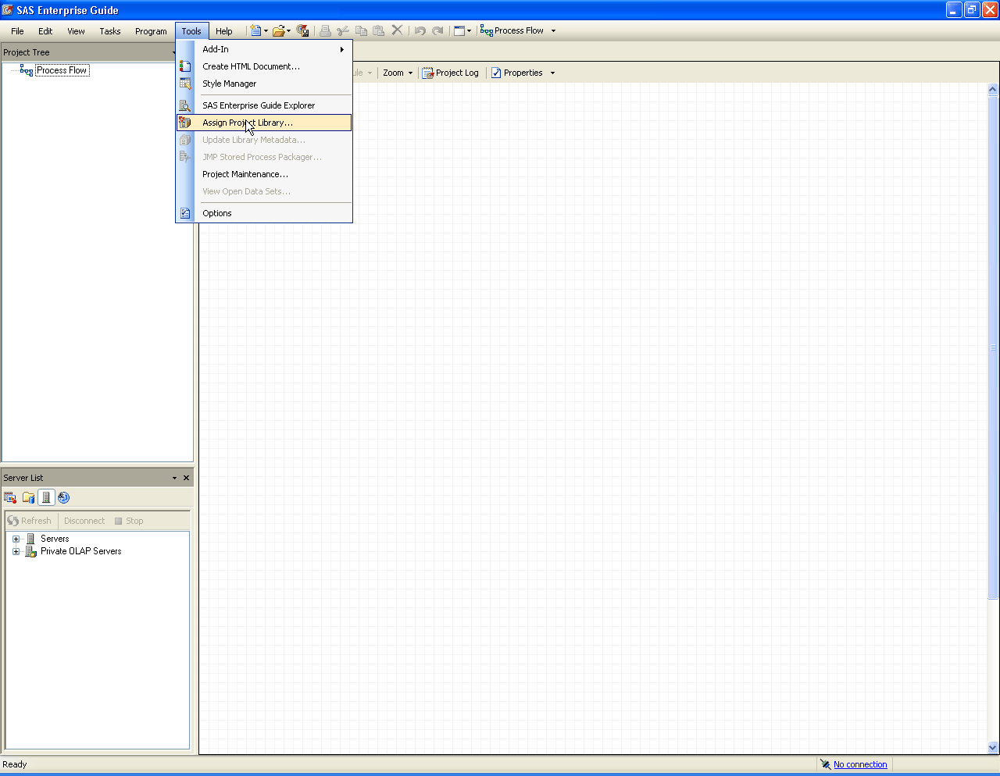 SAS Enterprise Guide
File Edit View Tasks Program Tools Help Process Flow
Project Tree
Process Flow
Add-In
Create HTML Document...
Style Manager
SAS Enterprise Guide Explorer
Assign Project Library...
Update Library Metadata...
JMP Stored Process Packager...
Project Maintenance...
View Open Data Sets...
Options
Zoom Project Log Properties
Server List
Refresh Disconnect Stop
Servers
Private OLAP Servers
Ready No connection